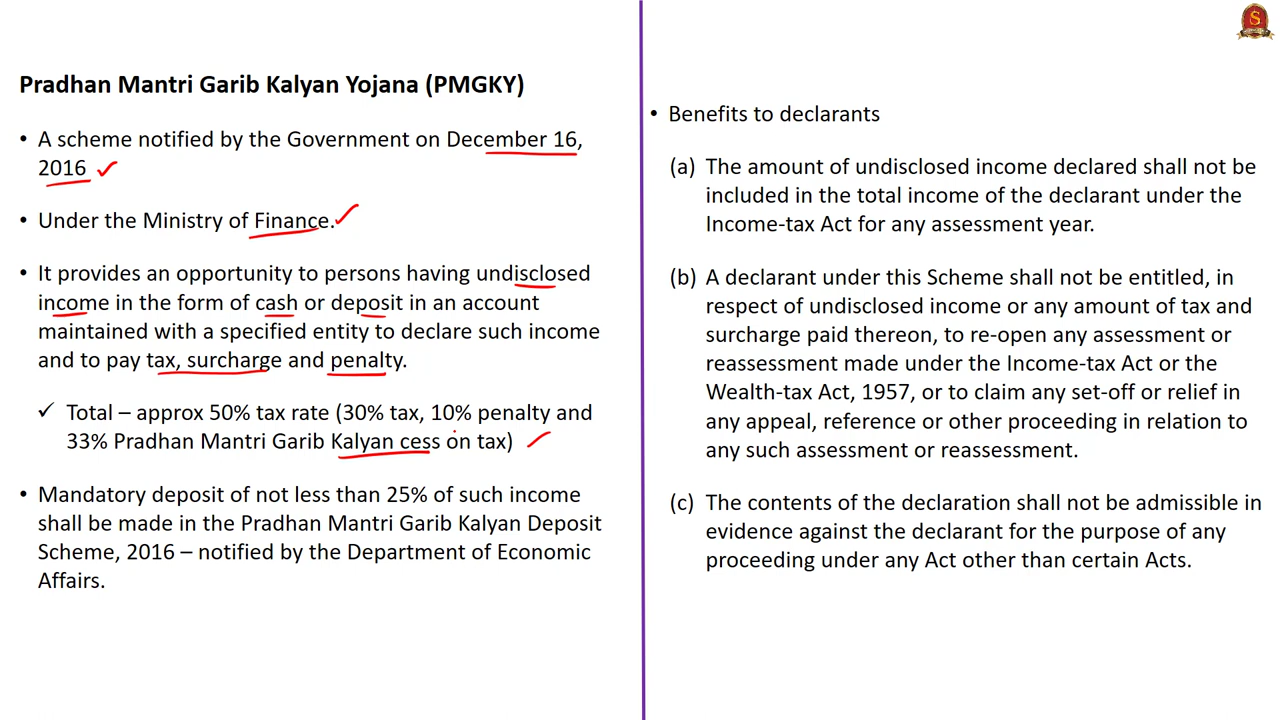 Pradhan Mantri Garib Kalyan Yojana (PMGKY)
• A scheme notified by the Government on December 16,
2016
• Under the Ministry of Finance.
• It provides an opportunity to persons having undisclosed
income in the form of cash or deposit in an account
maintained with a specified entity to declare such income
and to pay tax, surcharge and penalty.
✓ Total – approx 50% tax rate (30% tax, 10% penalty and
33% Pradhan Mantri Garib Kalyan cess on tax)
• Mandatory deposit of not less than 25% of such income
shall be made in the Pradhan Mantri Garib Kalyan Deposit
Scheme, 2016 – notified by the Department of Economic
Affairs.
• Benefits to declarants
(a) The amount of undisclosed income declared shall not be
included in the total income of the declarant under the
Income-tax Act for any assessment year.
(b) A declarant under this Scheme shall not be entitled, in
respect of undisclosed income or any amount of tax and
surcharge paid thereon, to re-open any assessment or
reassessment made under the Income-tax Act or the
Wealth-tax Act, 1957, or to claim any set-off or relief in
any appeal, reference or other proceeding in relation to
any such assessment or reassessment.
(c) The contents of the declaration shall not be admissible in
evidence against the declarant for the purpose of any
proceeding under any Act other than certain Acts.
S